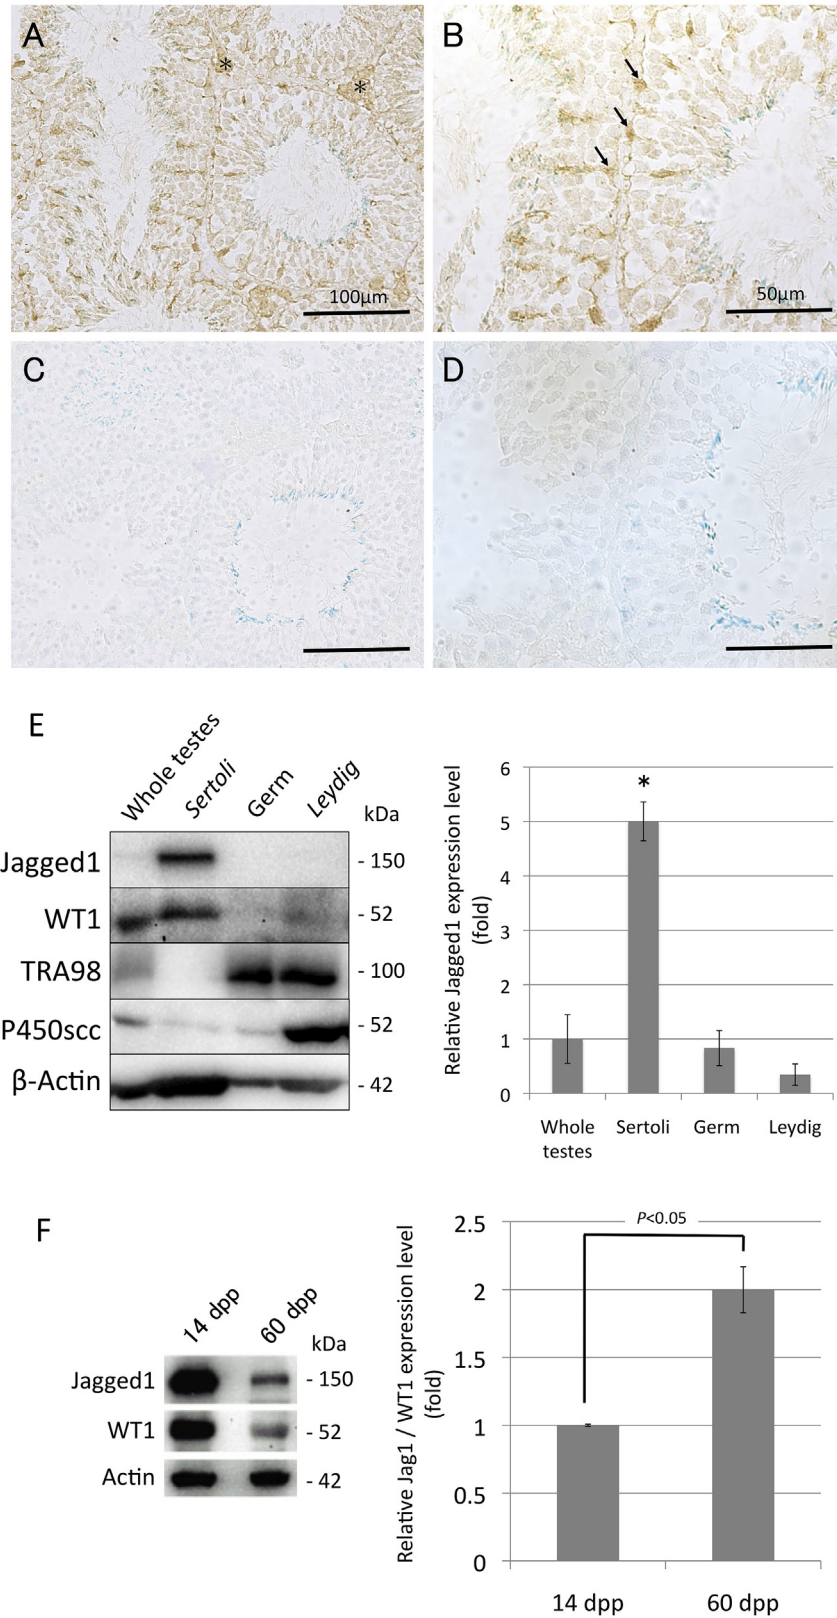 A
*
*
100μm
B
50μm
C
D
E
Whole testes
Sertoli
Germ
Leydig
kDa
Jagged1
- 150
WT1
- 52
TRA98
- 100
P450scc
- 52
β-Actin
- 42
Relative Jagged1 expression level
(fold)
6
5
4
3
2
1
0
*
Whole
testes
Sertoli
Germ
Leydig
F
14 dpp
60 dpp
kDa
Jagged1
- 150
WT1
- 52
Actin
- 42
Relative Jag1 / WT1 expression level
(fold)
2.5
2
1.5
1
0.5
0
P<0.05
14 dpp
60 dpp